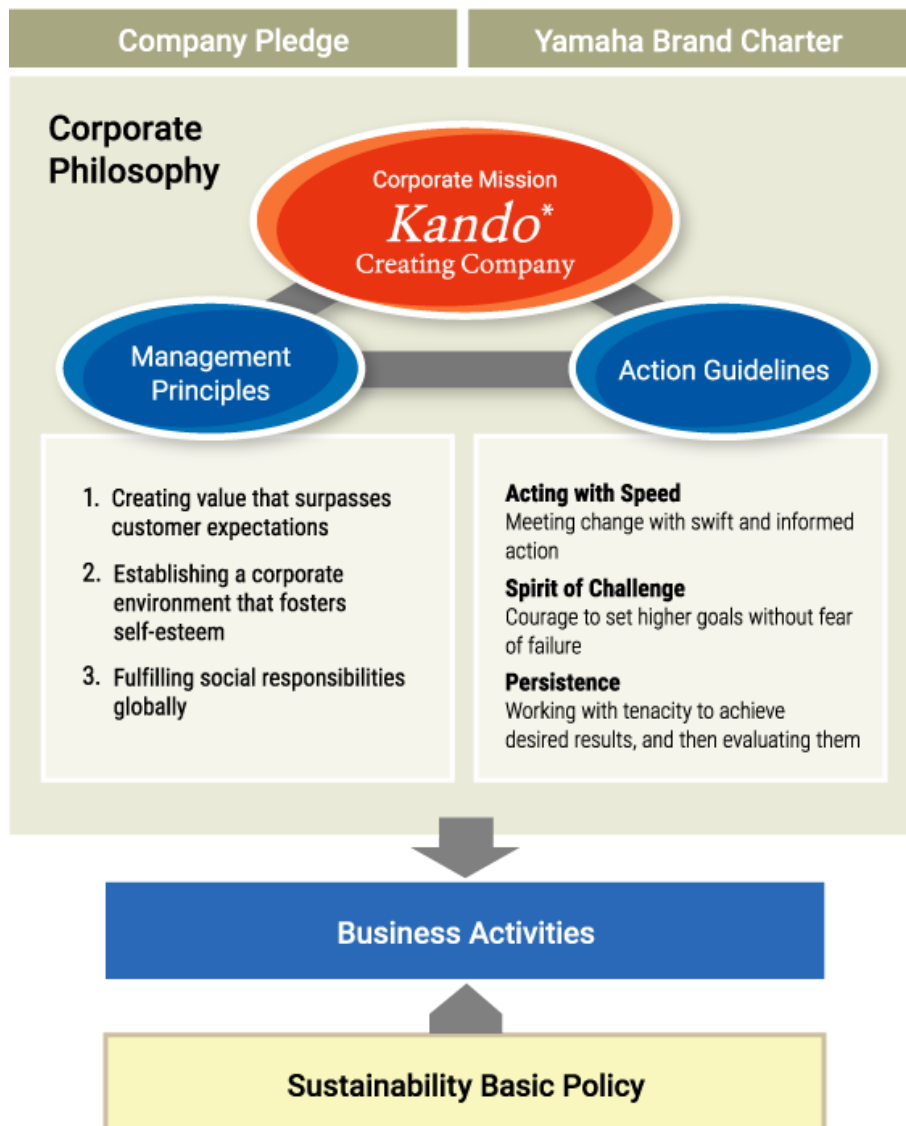 Company Pledge
Yamaha Brand Charter
Corporate
Philosophy
Corporate Mission
Kando*
Creating Company
Management
Principles
Action Guidelines
1. Creating value that surpasses
customer expectations
2. Establishing a corporate
environment that fosters
self-esteem
3. Fulfilling social responsibilities
globally
Acting with Speed
Meeting change with swift and informed
action
Spirit of Challenge
Courage to set higher goals without fear
of failure
Persistence
Working with tenacity to achieve
desired results, and then evaluating them
Business Activities
Sustainability Basic Policy